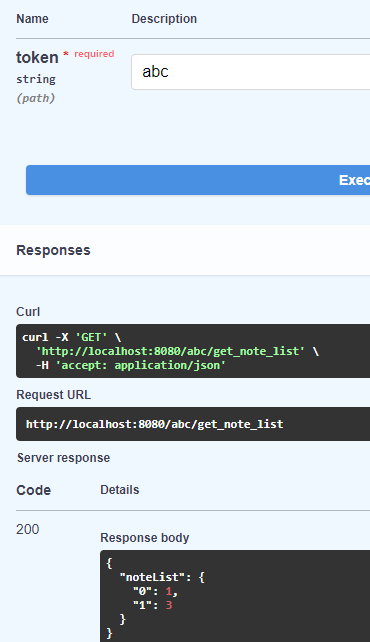 Name Description
token * required
string
(path)
abc
Exec
Responses
Curl
curl -X 'GET' \
'http://localhost:8080/abc/get_note_list' \
-H 'accept: application/json'
Request URL
http://localhost:8080/abc/get_note_list
Server response
Code Details
200
Response body
{
"noteList": {
"0": 1,
"1": 3
}
}